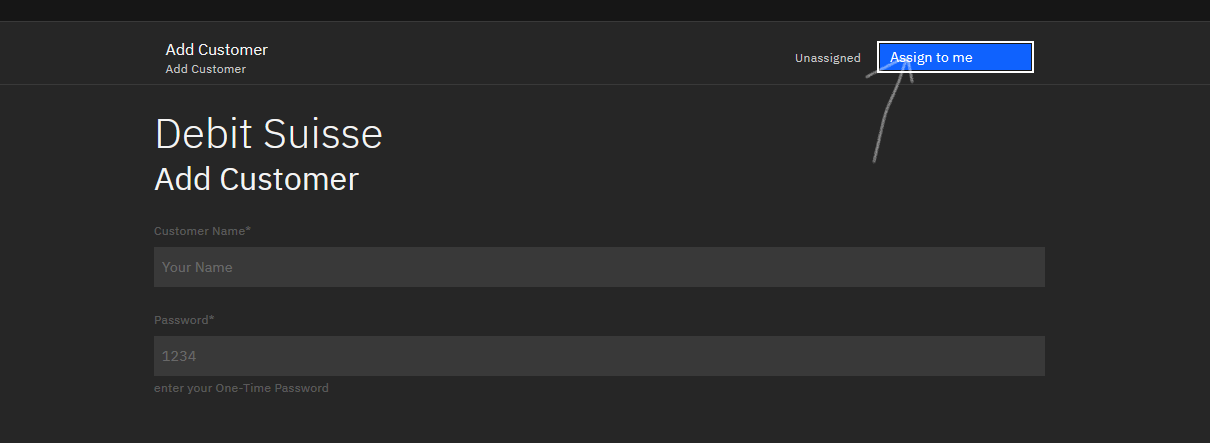 Add Customer
Add Customer
Unassigned
Assign to me
Debit Suisse
Add Customer
Customer Name*
Your Name
Password*
1234
enter your One-Time Password